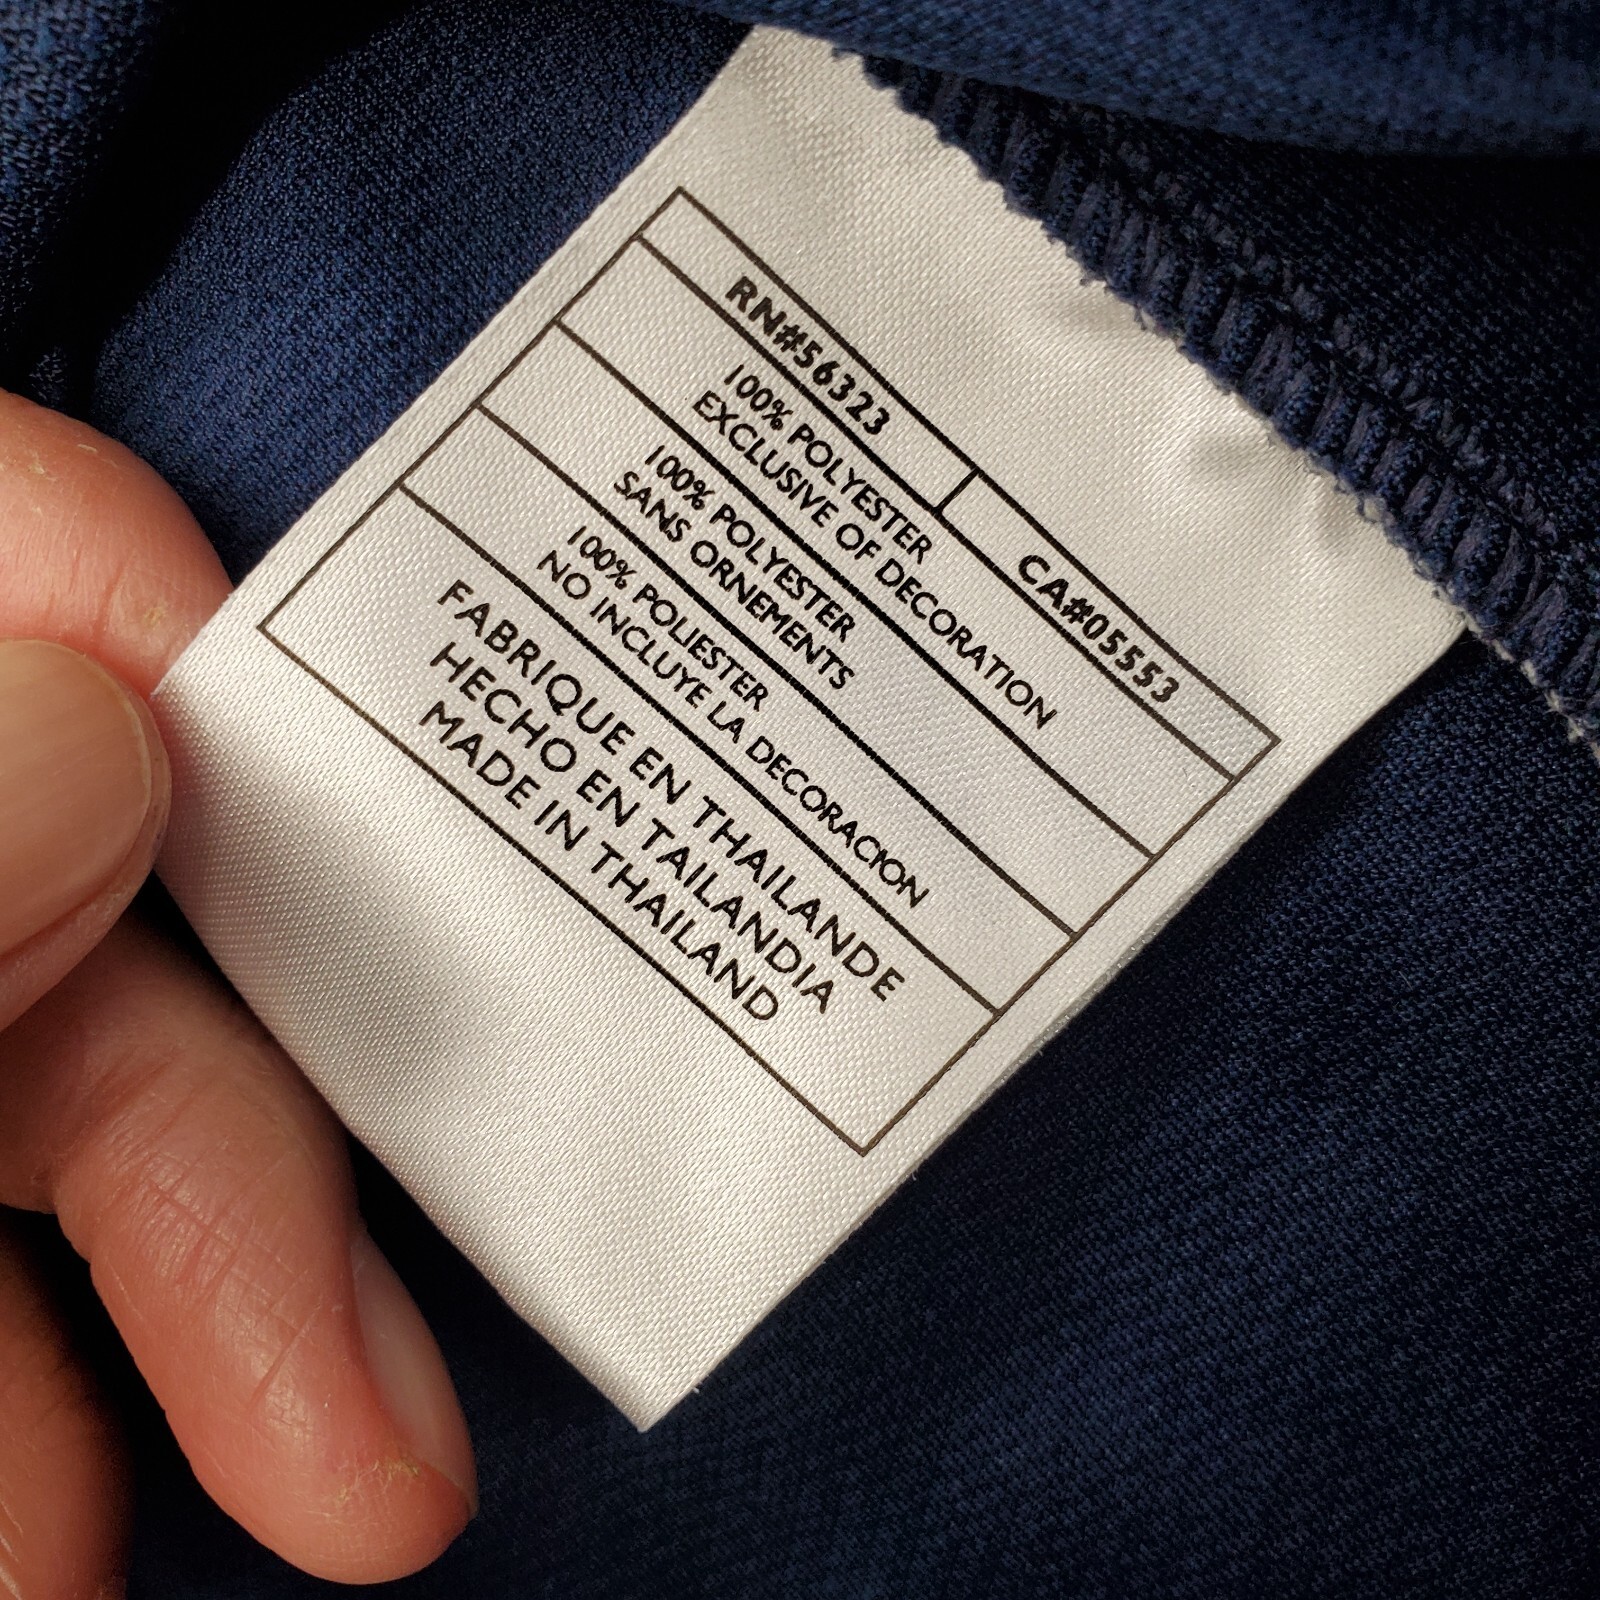 RN#56323 CA#05553
100% POLYESTER
EXCLUSIVE OF DECORATION
100% POLYESTER
SANS ORNEMENTS
100% POLIESTER
NO INCLUYE LA DECORACION
FABRIQUE EN THAILANDE
HECHO EN TAILANDIA
MADE IN THAILAND